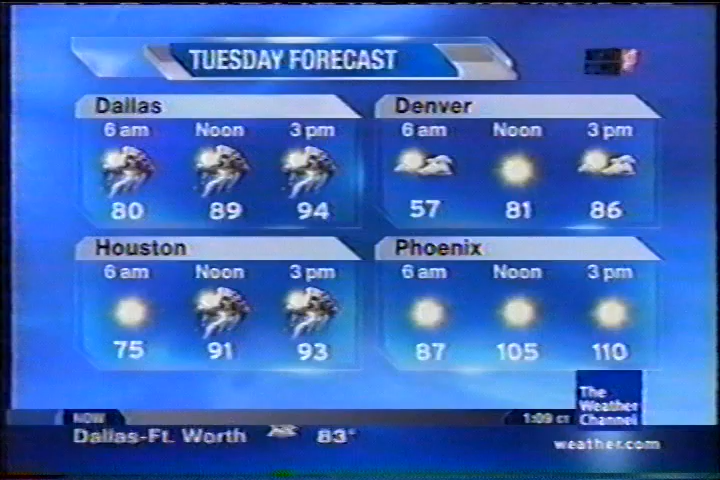 TUESDAY FORECAST
Dallas
6 am Noon 3 pm
80 89 94
Denver
6 am Noon 3 pm
57 81 86
Houston
6 am Noon 3 pm
75 91 93
Phoenix
6 am Noon 3 pm
87 105 110
NOW
1:09 CT
The
Weather
Channel
Dallas-Ft. Worth 83°
weather.com